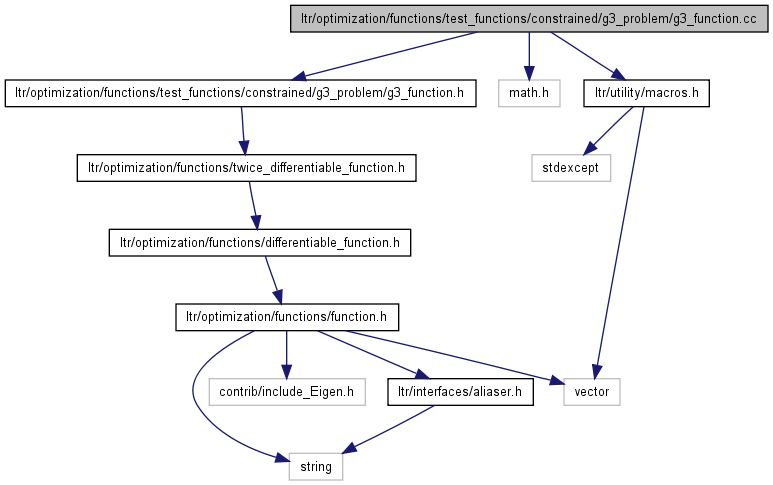 ltr/optimization/functions/test_functions/constrained/g3_problem/g3_function.cc
ltr/optimization/functions/test_functions/constrained/g3_problem/g3_function.h
math.h
ltr/utility/macros.h
ltr/optimization/functions/twice_differentiable_function.h
stdexcept
ltr/optimization/functions/differentiable_function.h
ltr/optimization/functions/function.h
contrib/include_Eigen.h
ltr/interfaces/aliaser.h
vector
string